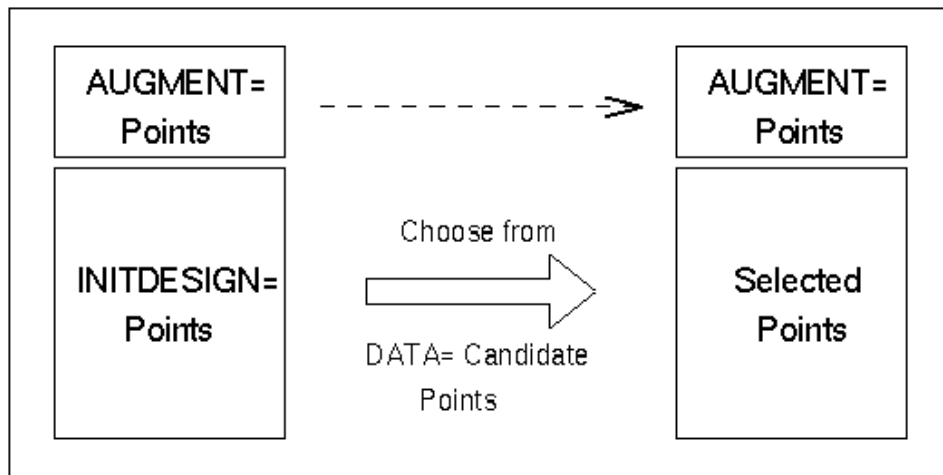 AUGMENT=
Points
AUGMENT=
Points
INITDESIGN=
Points
Choose from
DATA= Candidate
Points
Selected
Points